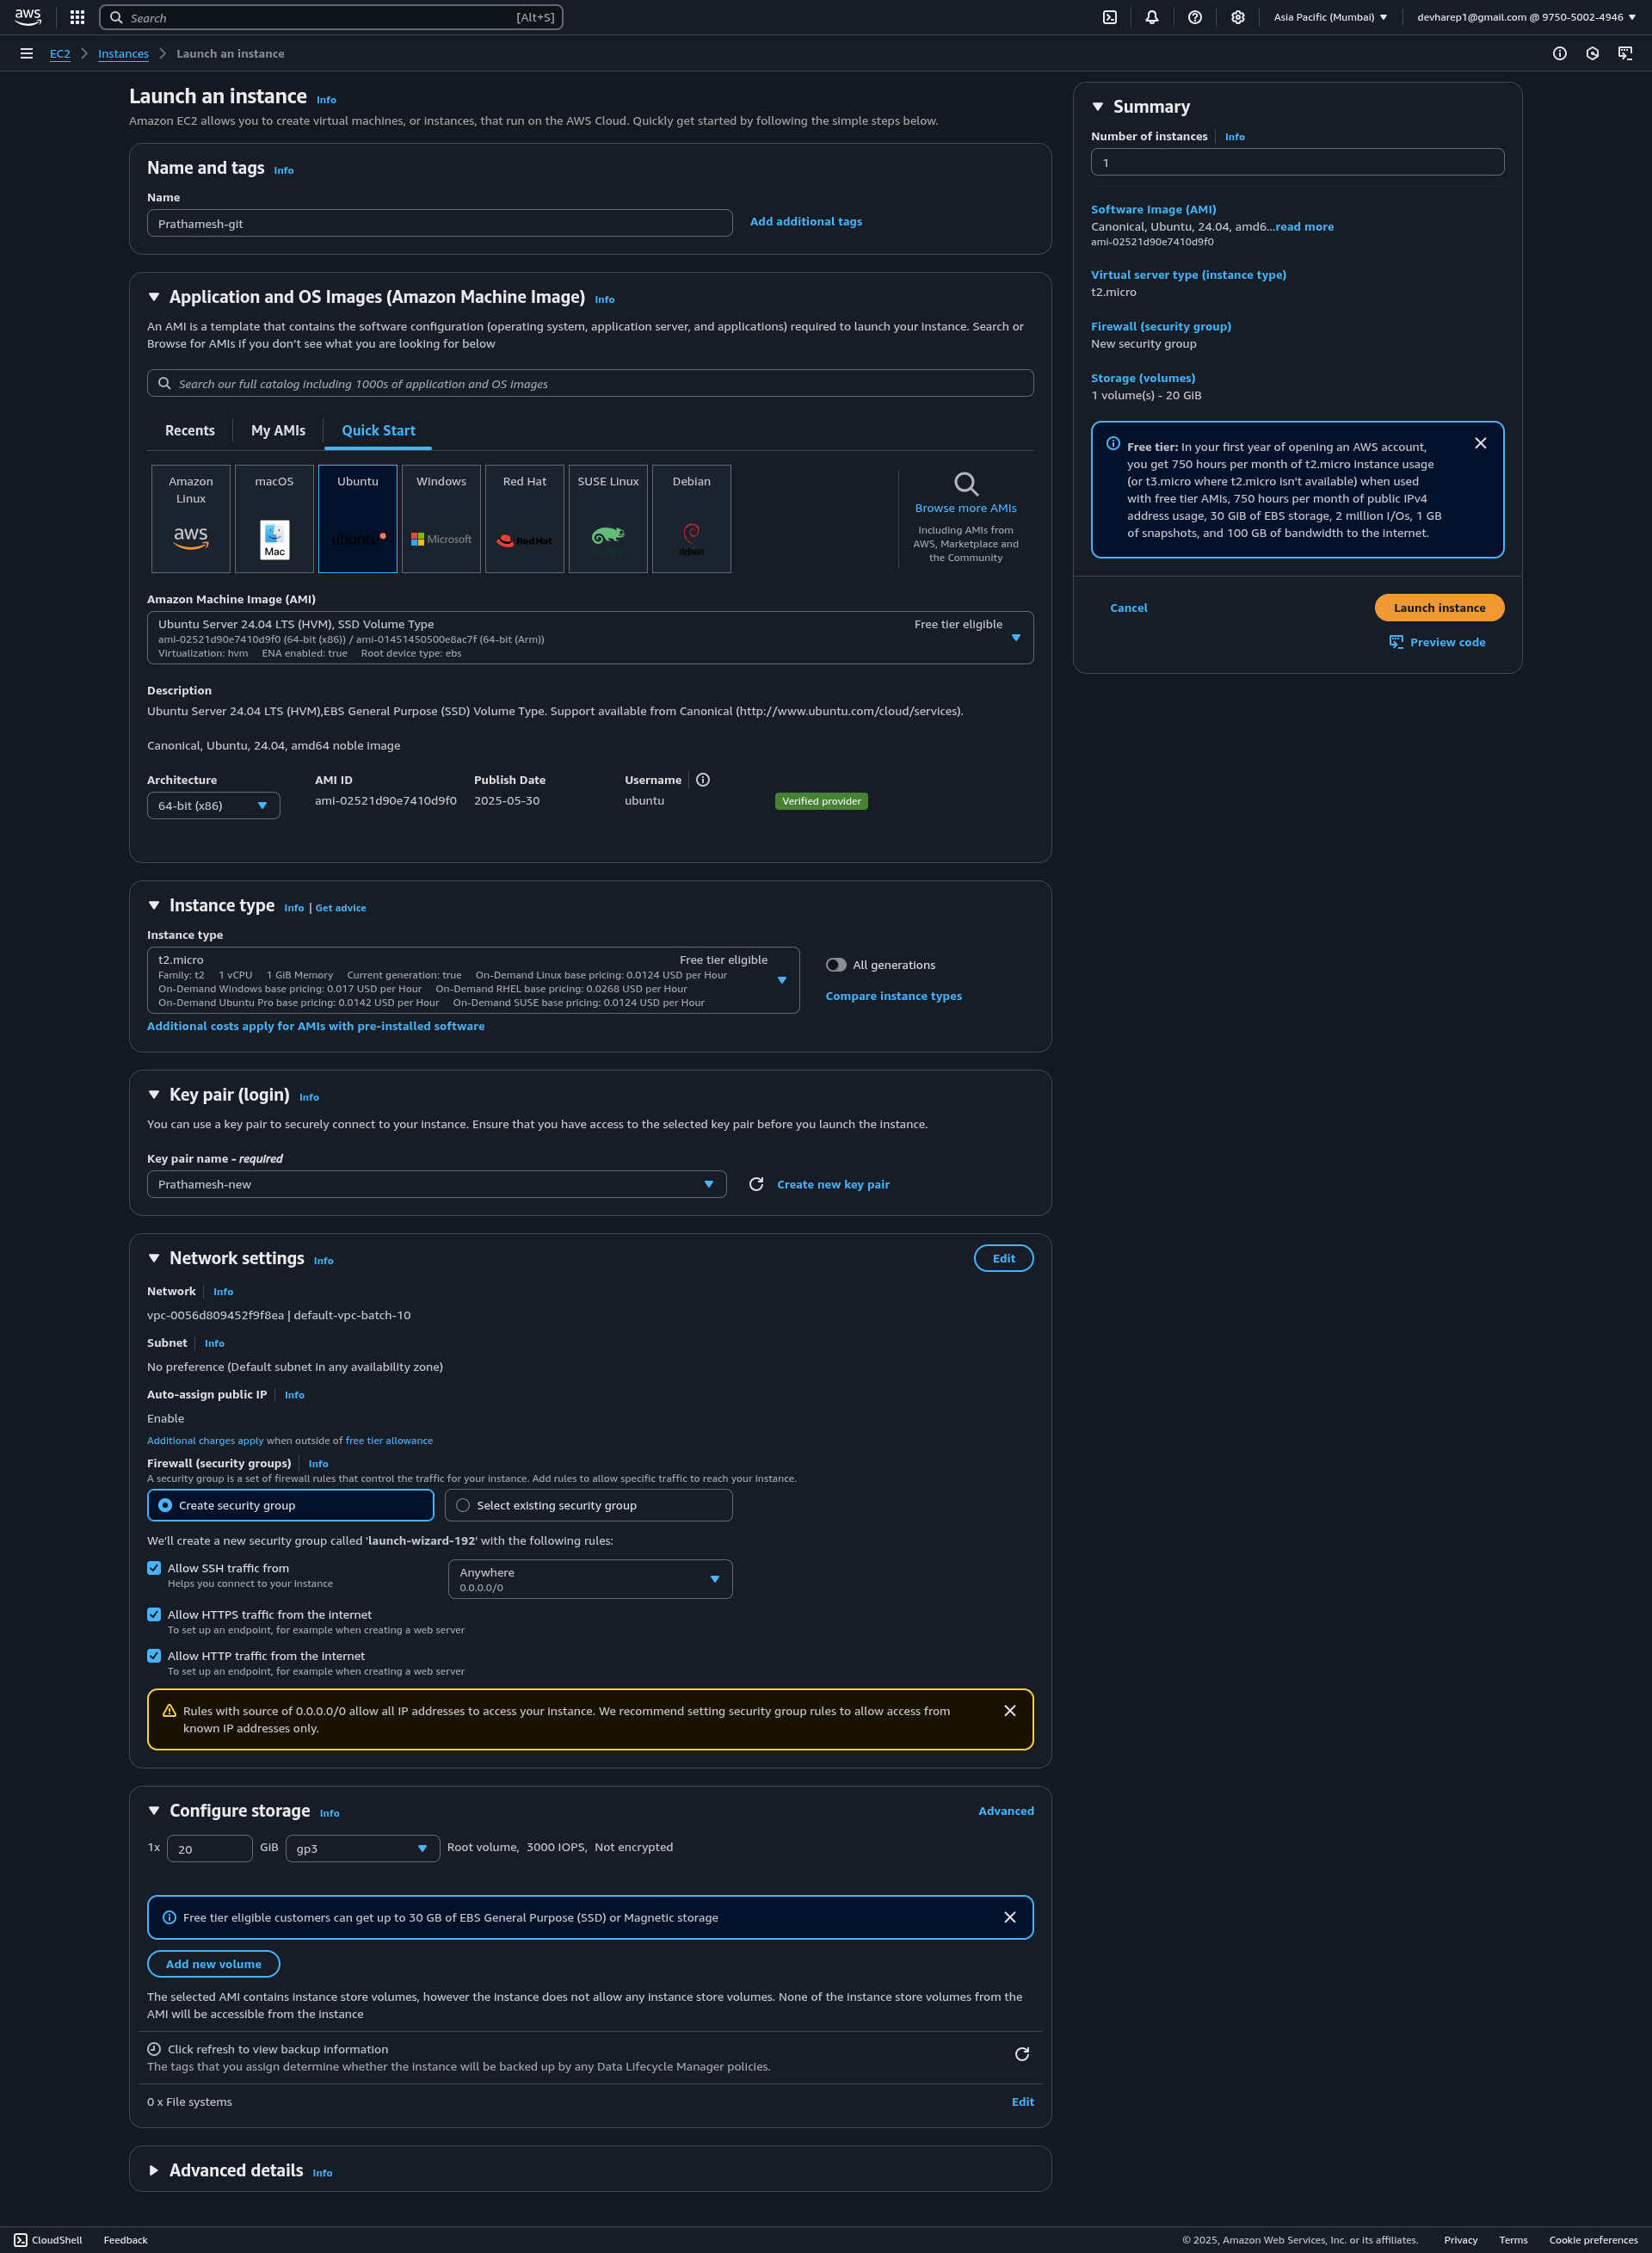 aws
Search
[Alt+S]
Asia Pacific (Mumbai)
devharep1@gmail.com @ 9750-5002-4946
EC2
Instances
Launch an instance
Launch an instance Info
Amazon EC2 allows you to create virtual machines, or instances, that run on the AWS Cloud. Quickly get started by following the simple steps below.
Name and tags Info
Name
Prathamesh-git
Add additional tags
Application and OS Images (Amazon Machine Image) Info
An AMI is a template that contains the software configuration (operating system, application server, and applications) required to launch your instance. Search or
Browse for AMIs if you don't see what you are looking for below
Search our full catalog including 1000s of application and OS images
Recents
My AMIs
Quick Start
Amazon
Linux
aws
macOS
Mac
Ubuntu
ubuntu
Windows
Microsoft
Red Hat
Red Hat
SUSE Linux
SUSE
Debian
debian
Browse more AMIs
Including AMIs from
AWS, Marketplace and
the Community
Amazon Machine Image (AMI)
Ubuntu Server 24.04 LTS (HVM), SSD Volume Type
Free tier eligible
ami-02521d90e7410d9f0 (64-bit (x86)) / ami-01451450500e8ac7f (64-bit (Arm))
Virtualization: hvm ENA enabled: true Root device type: ebs
Description
Ubuntu Server 24.04 LTS (HVM),EBS General Purpose (SSD) Volume Type. Support available from Canonical (http://www.ubuntu.com/cloud/services).
Canonical, Ubuntu, 24.04, amd64 noble image
Architecture
64-bit (x86)
AMI ID
ami-02521d90e7410d9f0
Publish Date
2025-05-30
Username
ubuntu
Verified provider
Instance type Info | Get advice
Instance type
t2.micro
Free tier eligible
Family: t2 1 vCPU 1 GiB Memory Current generation: true On-Demand Linux base pricing: 0.0124 USD per Hour
On-Demand Windows base pricing: 0.017 USD per Hour On-Demand RHEL base pricing: 0.0268 USD per Hour
On-Demand Ubuntu Pro base pricing: 0.0142 USD per Hour On-Demand SUSE base pricing: 0.0124 USD per Hour
All generations
Compare instance types
Additional costs apply for AMIs with pre-installed software
Key pair (login) Info
You can use a key pair to securely connect to your instance. Ensure that you have access to the selected key pair before you launch the instance.
Key pair name - required
Prathamesh-new
Create new key pair
Network settings Info
Edit
Network Info
vpc-0056d809452f9f8ea | default-vpc-batch-10
Subnet Info
No preference (Default subnet in any availability zone)
Auto-assign public IP Info
Enable
Additional charges apply when outside of free tier allowance
Firewall (security groups) Info
A security group is a set of firewall rules that control the traffic for your instance. Add rules to allow specific traffic to reach your instance.
Create security group
Select existing security group
We'll create a new security group called 'launch-wizard-192' with the following rules:
Allow SSH traffic from
Helps you connect to your instance
Anywhere
0.0.0.0/0
Allow HTTPS traffic from the internet
To set up an endpoint, for example when creating a web server
Allow HTTP traffic from the internet
To set up an endpoint, for example when creating a web server
Rules with source of 0.0.0.0/0 allow all IP addresses to access your instance. We recommend setting security group rules to allow access from
known IP addresses only.
Configure storage Info
Advanced
1x
20
GiB
gp3
Root volume, 3000 IOPS, Not encrypted
Free tier eligible customers can get up to 30 GB of EBS General Purpose (SSD) or Magnetic storage
Add new volume
The selected AMI contains instance store volumes, however the instance does not allow any instance store volumes. None of the instance store volumes from the
AMI will be accessible from the instance
Click refresh to view backup information
The tags that you assign determine whether the instance will be backed up by any Data Lifecycle Manager policies.
0 x File systems
Edit
Advanced details Info
Summary
Number of instances Info
1
Software Image (AMI)
Canonical, Ubuntu, 24.04, amd6...read more
ami-02521d90e7410d9f0
Virtual server type (instance type)
t2.micro
Firewall (security group)
New security group
Storage (volumes)
1 volume(s) - 20 GiB
Free tier: In your first year of opening an AWS account,
you get 750 hours per month of t2.micro instance usage
(or t3.micro where t2.micro isn't available) when used
with free tier AMIs, 750 hours per month of public IPv4
address usage, 30 GiB of EBS storage, 2 million I/Os, 1 GB
of snapshots, and 100 GB of bandwidth to the internet.
Cancel
Launch instance
Preview code
CloudShell
Feedback
© 2025, Amazon Web Services, Inc. or its affiliates.
Privacy
Terms
Cookie preferences